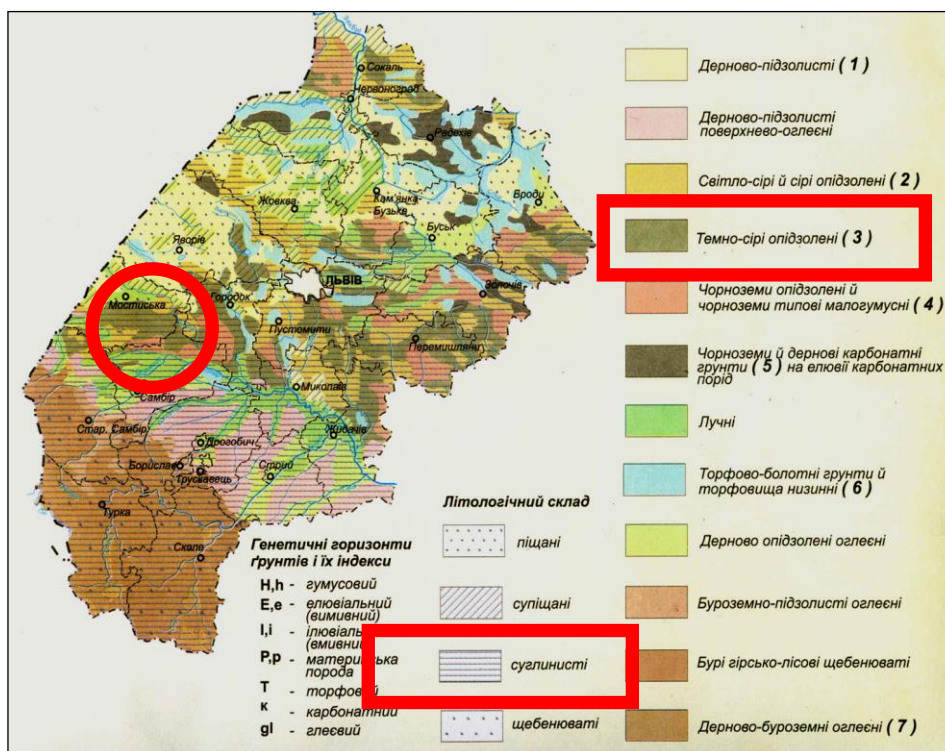 Сокаль
Червоноград
Радехів
Кам'янка
Бузька
Броди
Жовква
Буськ
Яворів
ЛЬВІВ
Золочів
Мостиська
Городок
Пустомити
Перемишляни
Миколаїв
Самбір
Стар. Самбір
Жидачів
Дрогобич
Борислав
Стрий
Трускавець
Турка
Сколе
Дерново-підзолисті (1)
Дерново-підзолисті
поверхнево-оглеєні
Світло-сірі й сірі опідзолені (2)
Темно-сірі опідзолені (3)
Чорноземи опідзолені й
чорноземи типові малогумусні (4)
Чорноземи й дернові карбонатні
грунти (5) на елювії карбонатних
порід
Лучні
Торфово-болотні грунти й
торфовища низинні (6)
Дерново опідзолені оглеєні
Буроземно-підзолисті оглеєні
Бурі гірсько-лісові щебенюваті
Дерново-буроземні оглеєні (7)
Літологічний склад
піщані
супіщані
суглинисті
щебенюваті
Генетичні горизонти
ґрунтів і їх індекси
H,h - гумусовий
E,e - елювіальний
(вимивний)
I,i - ілювіальний
(вмивний)
P,p - материнська
порода
T - торфовий
к - карбонатний
gl - глеєвий